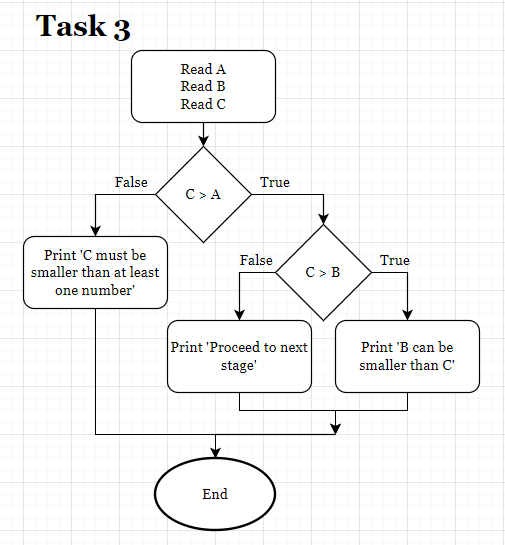 Task 3
Read A
Read B
Read C
False
True
C > A
Print 'C must be
smaller than at least
one number'
False
True
C > B
Print 'Proceed to next
stage'
Print 'B can be
smaller than C'
End